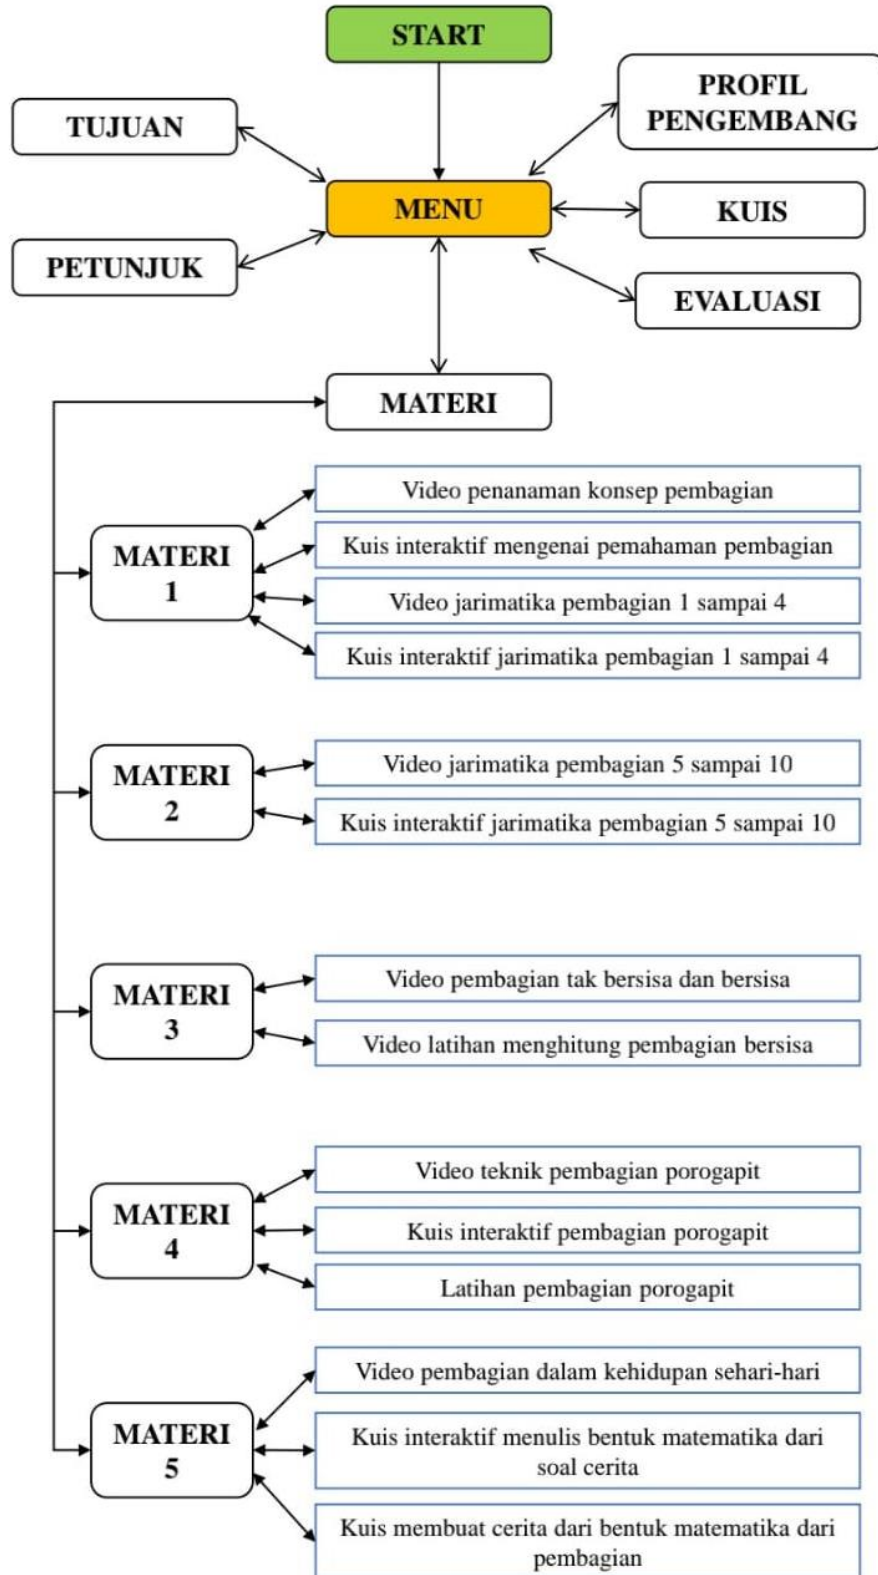 START
PROFIL
PENGEMBANG
TUJUAN
MENU
KUIS
PETUNJUK
EVALUASI
MATERI
MATERI
1
Video penanaman konsep pembagian
Kuis interaktif mengenai pemahaman pembagian
Video jarimatika pembagian 1 sampai 4
Kuis interaktif jarimatika pembagian 1 sampai 4
MATERI
2
Video jarimatika pembagian 5 sampai 10
Kuis interaktif jarimatika pembagian 5 sampai 10
MATERI
3
Video pembagian tak bersisa dan bersisa
Video latihan menghitung pembagian bersisa
MATERI
4
Video teknik pembagian porogapit
Kuis interaktif pembagian porogapit
Latihan pembagian porogapit
MATERI
5
Video pembagian dalam kehidupan sehari-hari
Kuis interaktif menulis bentuk matematika dari
soal cerita
Kuis membuat cerita dari bentuk matematika dari
pembagian